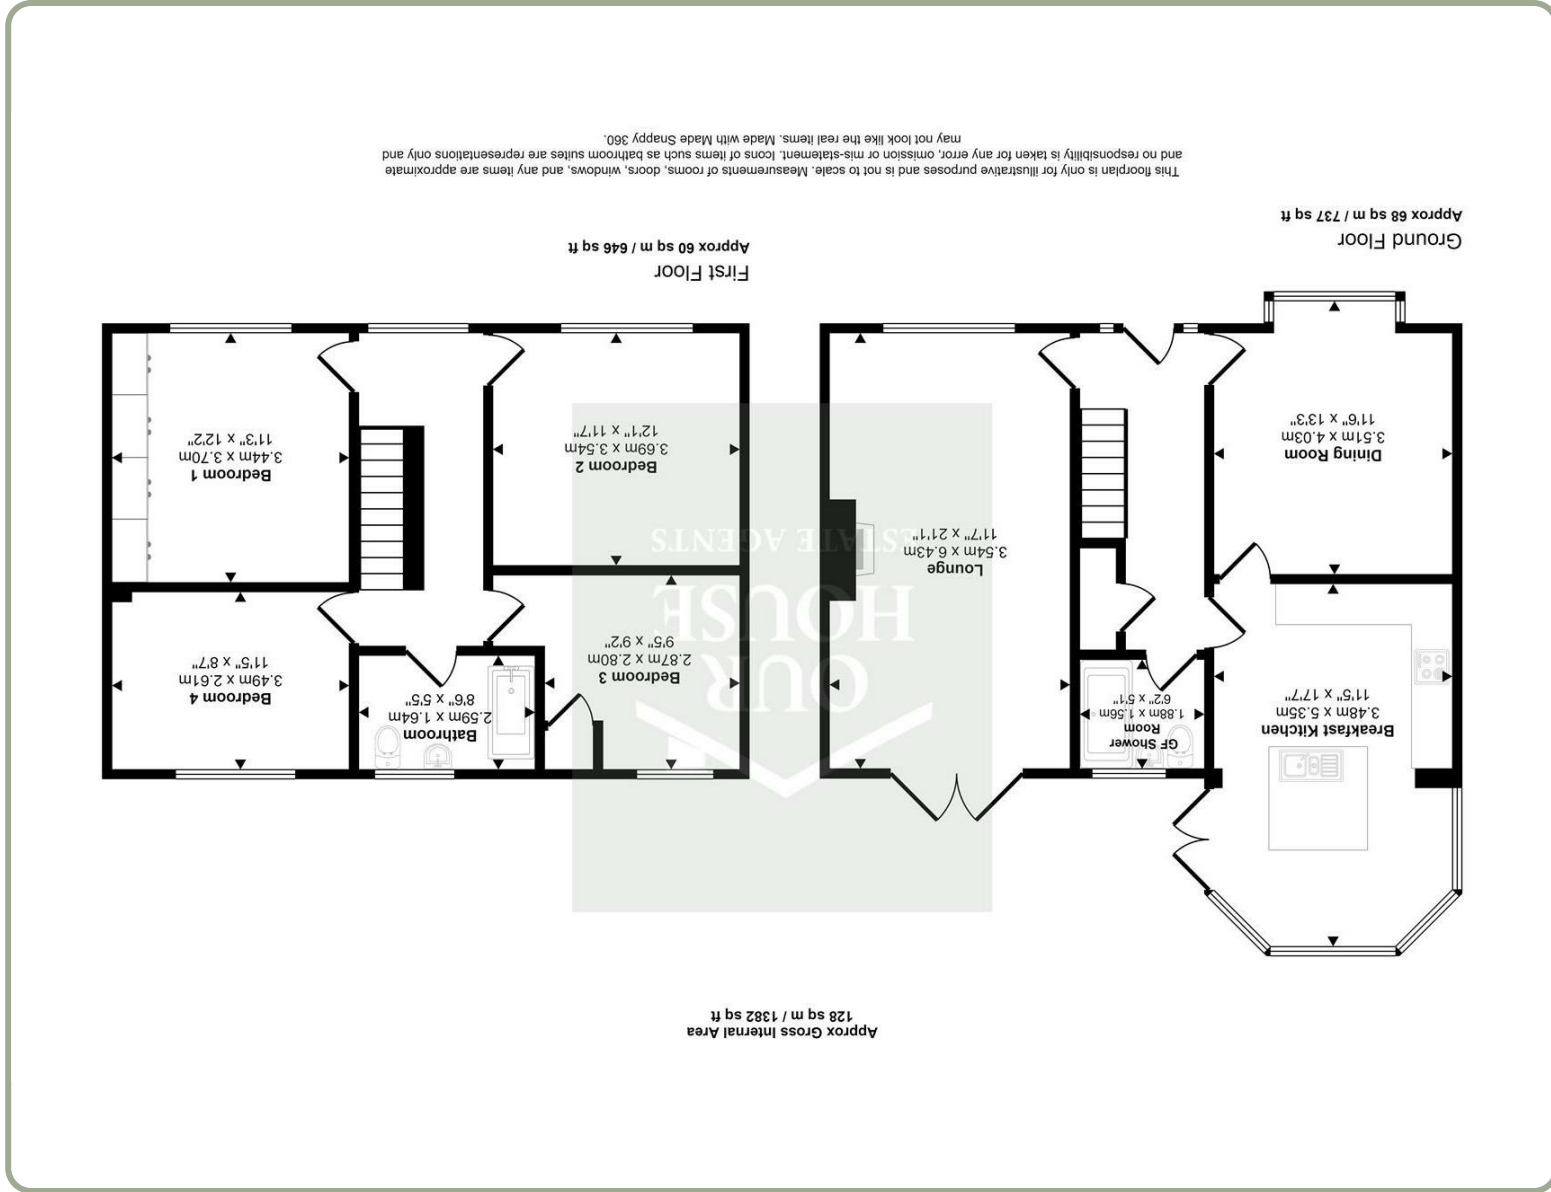 Approx Gross Internal Area
128 sq m / 1382 sq ft
Breakfast Kitchen
3.48m x 5.35m
11'5" x 17'7"
GF Shower
Room
1.88m x 1.56m
6'2" x 5'1"
Lounge
3.54m x 6.43m
11'7" x 21'1"
Dining Room
3.51m x 4.03m
11'6" x 13'3"
Ground Floor
Approx 68 sq m / 737 sq ft
Bedroom 3
2.87m x 2.80m
9'5" x 9'2"
Bathroom
2.59m x 1.64m
8'6" x 5'5"
Bedroom 4
3.49m x 2.61m
11'5" x 8'7"
Bedroom 2
3.69m x 3.54m
12'1" x 11'7"
Bedroom 1
3.44m x 3.70m
11'3" x 12'2"
First Floor
Approx 60 sq m / 646 sq ft
OUR
HOUSE
ESTATE AGENTS
This floorplan is only for illustrative purposes and is not to scale. Measurements of rooms, doors, windows, and any items are approximate
and no responsibility is taken for any error, omission or mis-statement. Icons of items such as bathroom suites are representations only and
may not look like the real items. Made with Made Snappy 360.